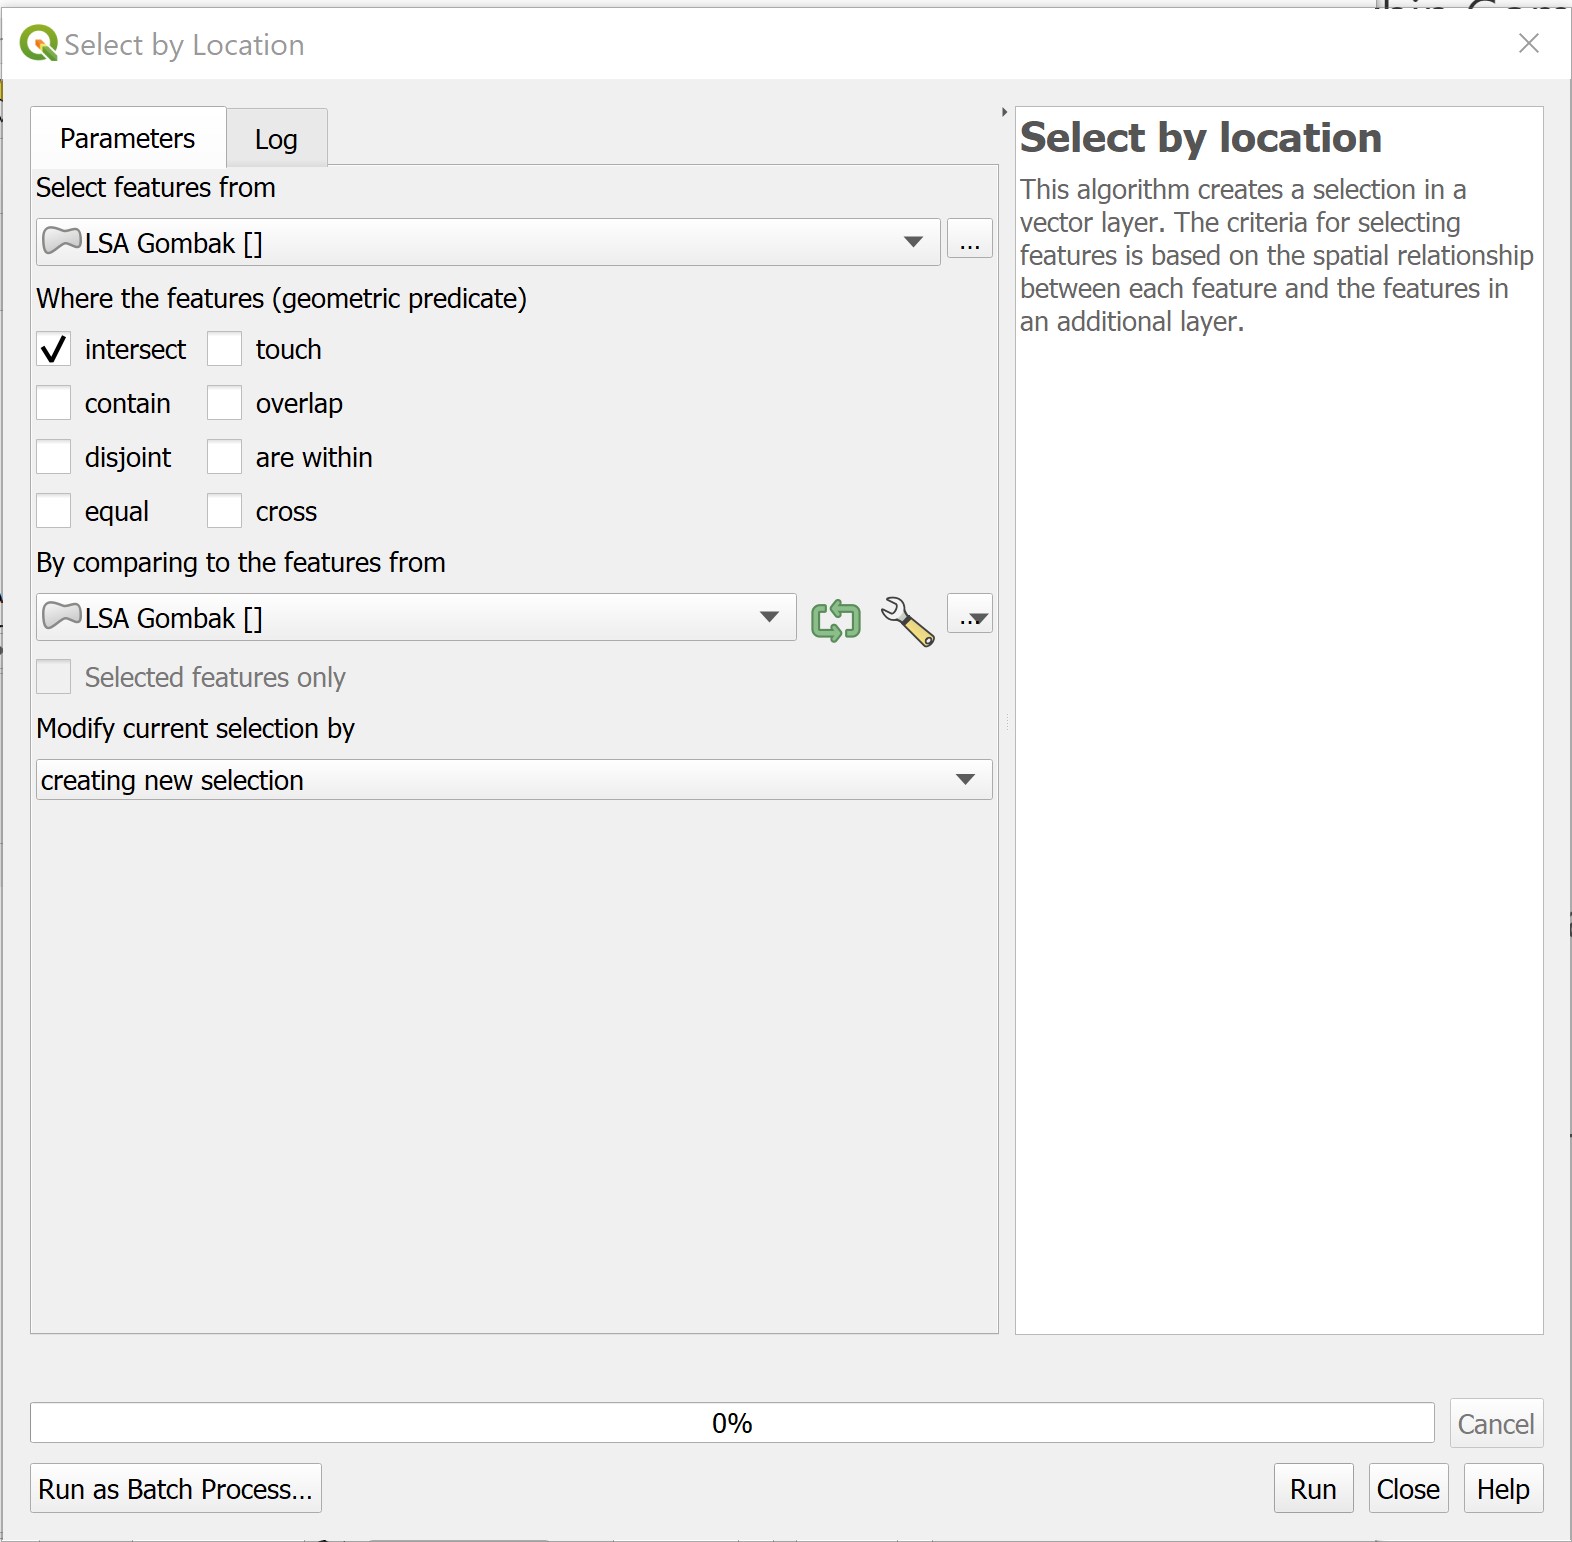 Select by Location
Parameters
Log
Select features from
LSA Gombak []
...
Where the features (geometric predicate)
intersect
touch
contain
overlap
disjoint
are within
equal
cross
By comparing to the features from
LSA Gombak []
...
Selected features only
Modify current selection by
creating new selection
Select by location
This algorithm creates a selection in a
vector layer. The criteria for selecting
features is based on the spatial relationship
between each feature and the features in
an additional layer.
0%
Cancel
Run as Batch Process...
Run
Close
Help